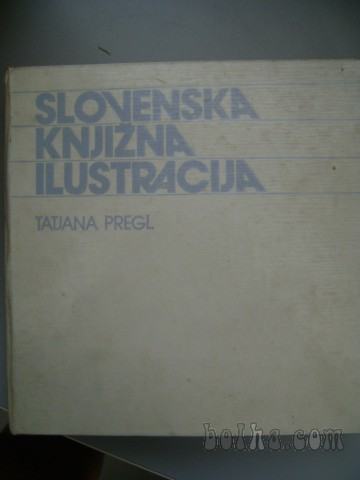 SLOVENSKA
KNJIŽNA
ILUSTRACIJA
TATJANA PREGL
bolha.com